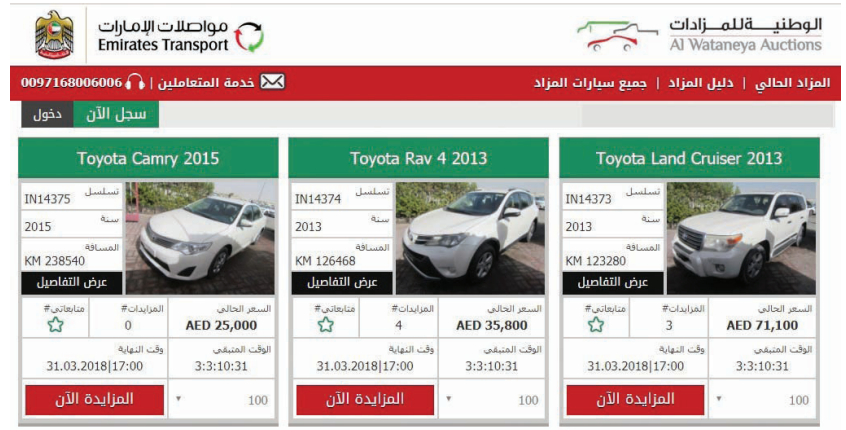 الوطنيـــةللمـــزادات
Al Wataneya Auctions
مواصلات الإمارات
Emirates Transport
المزاد الحالي | دليل المزاد | جميع سيارات المزاد
خدمة المتعاملين | 0097168006006
سجل الآن
دخول
Toyota Land Cruiser 2013
تسلسل
IN14373
سنة
2013
المسافة
KM 123280
عرض التفاصيل
السعر الحالي
AED 71,100
المزايدات#
3
متابعاتي#
الوقت المتبقي
3:3:10:31
وقت النهاية
31.03.2018|17:00
100
المزايدة الآن
Toyota Rav 4 2013
تسلسل
IN14374
سنة
2013
المسافة
KM 126468
عرض التفاصيل
السعر الحالي
AED 35,800
المزايدات#
4
متابعاتي#
الوقت المتبقي
3:3:10:31
وقت النهاية
31.03.2018|17:00
100
المزايدة الآن
Toyota Camry 2015
تسلسل
IN14375
سنة
2015
المسافة
KM 238540
عرض التفاصيل
السعر الحالي
AED 25,000
المزايدات#
0
متابعاتي#
الوقت المتبقي
3:3:10:31
وقت النهاية
31.03.2018|17:00
100
المزايدة الآن